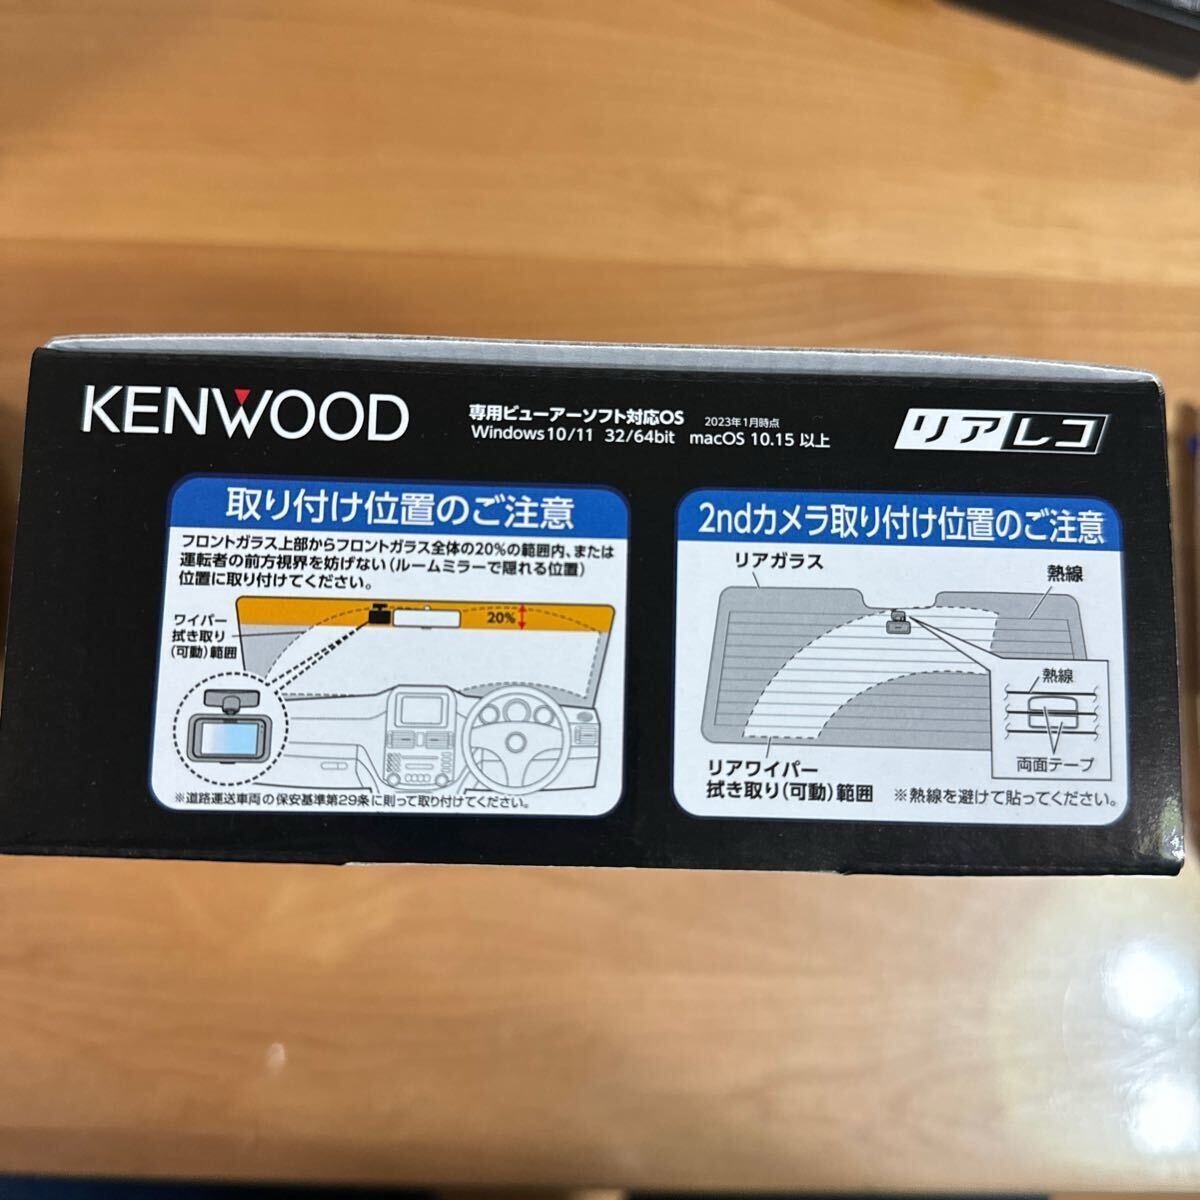 KENWOOD
専用ビューアーソフト対応OS 2023年1月時点
Windows10/11 32/64bit macOS 10.15 以上
リアレコ
取り付け位置のご注意
フロントガラス上部からフロントガラス全体の20%の範囲内、または
運転者の前方視界を妨げない(ルームミラーで隠れる位置)
位置に取り付けてください。
ワイパー
拭き取り
(可動)範囲
20%
※道路運送車両の保安基準第29条に則って取り付けてください。
2ndカメラ取り付け位置のご注意
リアガラス
熱線
熱線
両面テープ
リアワイパー
拭き取り(可動)範囲
※熱線を避けて貼ってください。